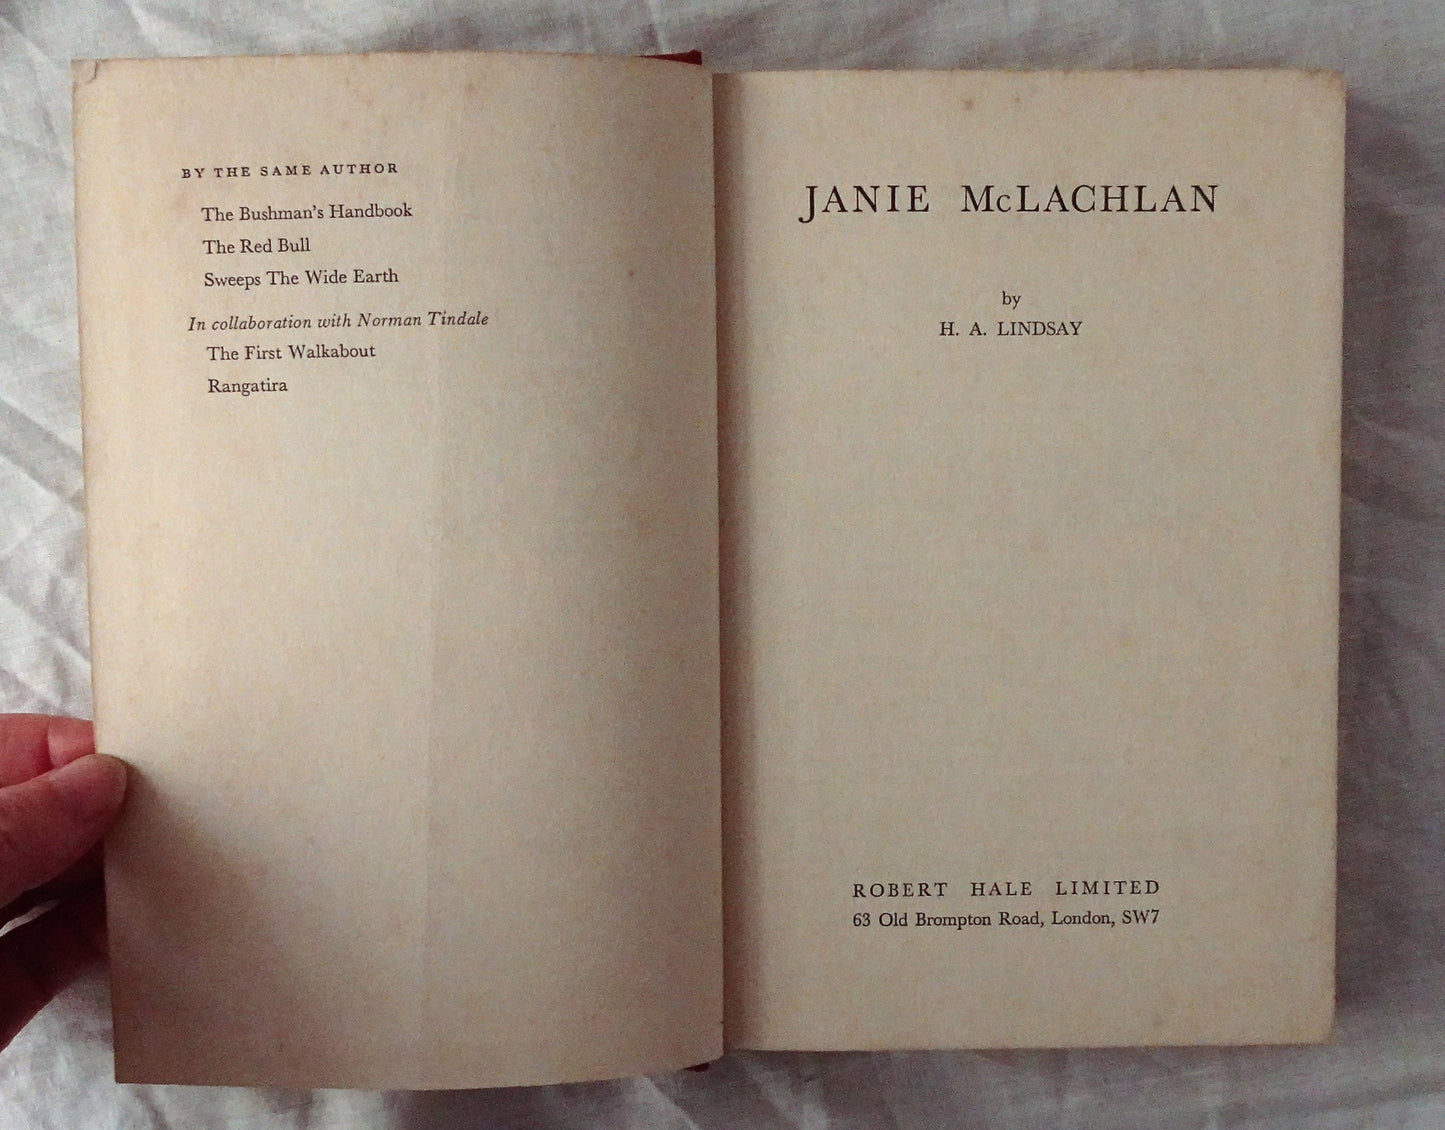 BY THE SAME AUTHOR
The Bushman's Handbook
The Red Bull
Sweeps The Wide Earth
In collaboration with Norman Tindale
The First Walkabout
Rangatira
JANIE McLACHLAN
by
H. A. LINDSAY
ROBERT HALE LIMITED
63 Old Brompton Road, London, SW7